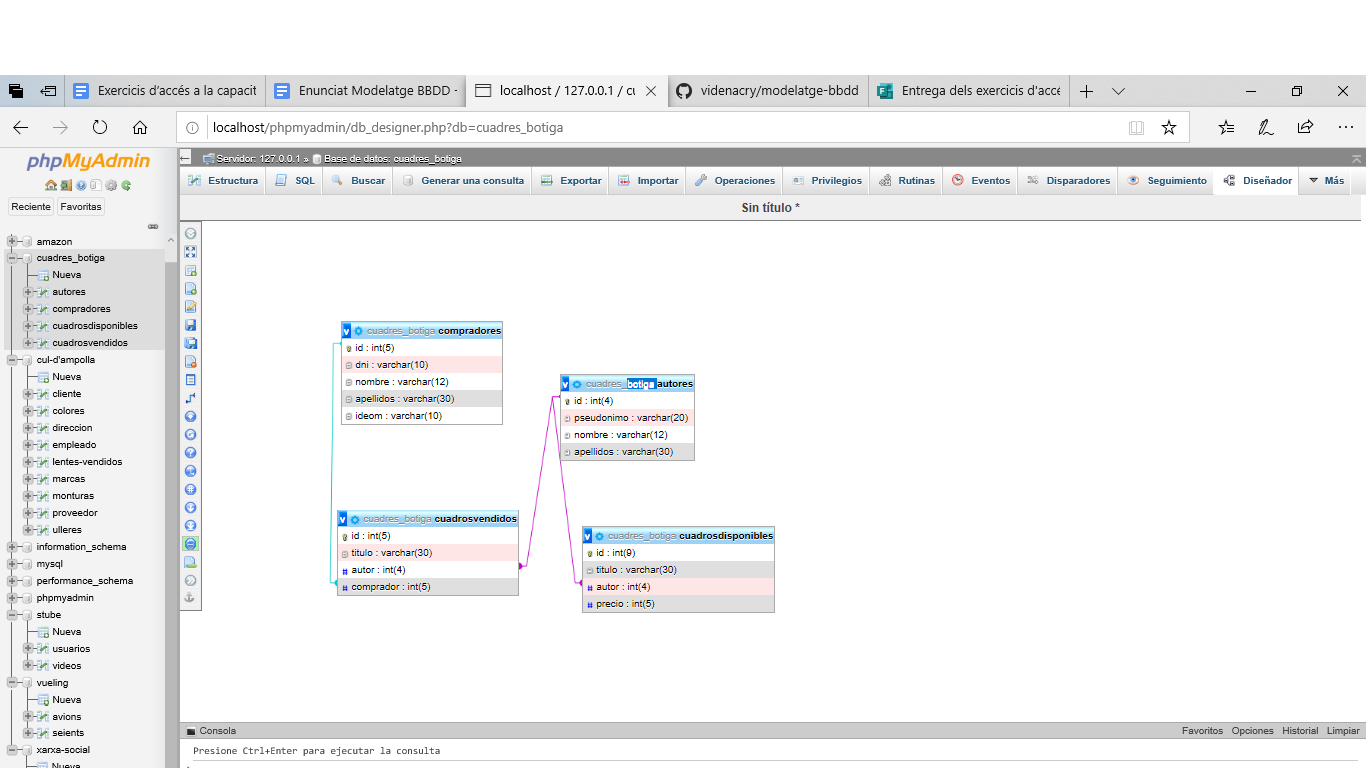 Exercicis d'accés a la capacit
Enunciat Modelatge BBDD -
localhost / 127.0.0.1 / cu
videnacry/modelatge-bbdd
Entrega dels exercicis d'accé
localhost/phpmyadmin/db_designer.php?db=cuadres_botiga
phpMyAdmin
Reciente
Favoritas
amazon
cuadres_botiga
Nueva
autores
compradores
cuadrosdisponibles
cuadrosvendidos
cul-d'ampolla
Nueva
cliente
colores
direccion
empleado
lentes-vendidos
marcas
monturas
proveedor
ulleres
information_schema
mysql
performance_schema
phpmyadmin
stube
Nueva
usuarios
videos
vueling
Nueva
avions
seients
xarxa-social
Nueva
Servidor: 127.0.0.1 » Base de datos: cuadres_botiga
Estructura
SQL
Buscar
Generar una consulta
Exportar
Importar
Operaciones
Privilegios
Rutinas
Eventos
Disparadores
Seguimiento
Diseñador
Más
Sin título *
v cuadres_botiga compradores
id : int(5)
dni : varchar(10)
nombre : varchar(12)
apellidos : varchar(30)
ideom : varchar(10)
v cuadres_botiga autores
id : int(4)
pseudonimo : varchar(20)
nombre : varchar(12)
apellidos : varchar(30)
v cuadres_botiga cuadrosvendidos
id : int(5)
titulo : varchar(30)
# autor : int(4)
# comprador : int(5)
v cuadres_botiga cuadrosdisponibles
id : int(9)
titulo : varchar(30)
# autor : int(4)
# precio : int(5)
Consola
Favoritos
Opciones
Historial
Limpiar
Presione Ctrl+Enter para ejecutar la consulta